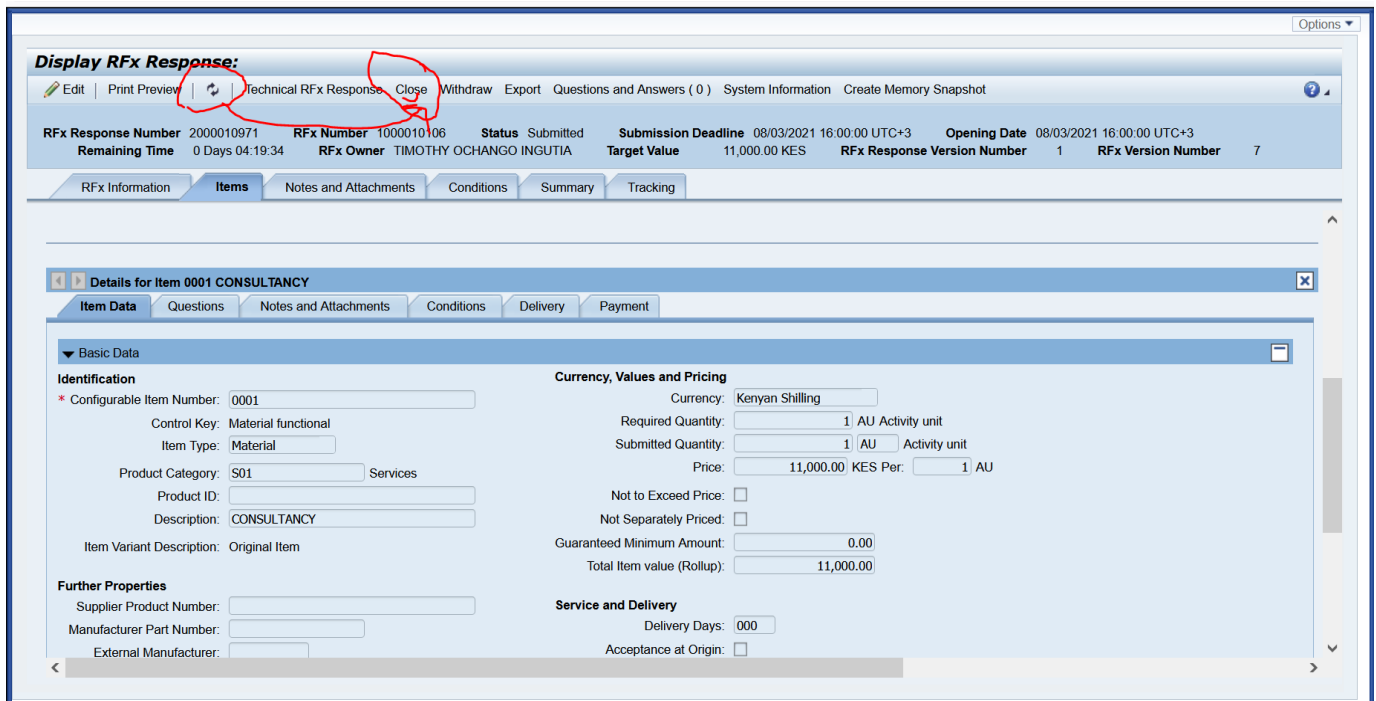 Options
Display RFx Response:
Edit | Print Preview | | Technical RFx Response Close Withdraw Export Questions and Answers ( 0 ) System Information Create Memory Snapshot
RFx Response Number 2000010971 RFx Number 1000010106 Status Submitted Submission Deadline 08/03/2021 16:00:00 UTC+3 Opening Date 08/03/2021 16:00:00 UTC+3
Remaining Time 0 Days 04:19:34 RFx Owner TIMOTHY OCHANGO INGUTIA Target Value 11,000.00 KES RFx Response Version Number 1 RFx Version Number 7
RFx Information Items Notes and Attachments Conditions Summary Tracking
Details for Item 0001 CONSULTANCY
Item Data Questions Notes and Attachments Conditions Delivery Payment
Basic Data
Identification
* Configurable Item Number: 0001
Control Key: Material functional
Item Type: Material
Product Category: S01 Services
Product ID:
Description: CONSULTANCY
Item Variant Description: Original Item
Further Properties
Supplier Product Number:
Manufacturer Part Number:
External Manufacturer:
Currency, Values and Pricing
Currency: Kenyan Shilling
Required Quantity: 1 AU Activity unit
Submitted Quantity: 1 AU Activity unit
Price: 11,000.00 KES Per: 1 AU
Not to Exceed Price:
Not Separately Priced:
Guaranteed Minimum Amount: 0.00
Total Item value (Rollup): 11,000.00
Service and Delivery
Delivery Days: 000
Acceptance at Origin: